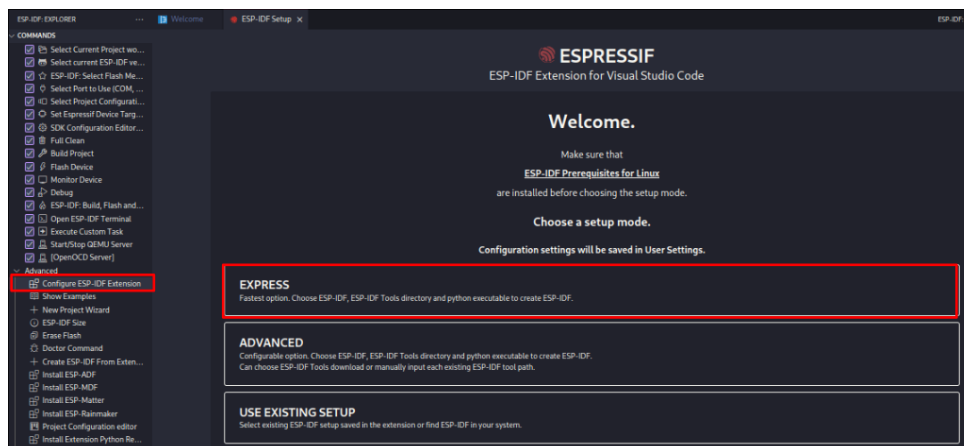 ESP-IDF: EXPLORER
COMMANDS
Select Current Project wo...
Select current ESP-IDF ve...
ESP-IDF: Select Flash Me...
Select Port to Use (COM, ...
Select Project Configurati...
Set Espressif Device Targ...
SDK Configuration Editor...
Full Clean
Build Project
Flash Device
Monitor Device
Debug
ESP-IDF: Build, Flash and...
Open ESP-IDF Terminal
Execute Custom Task
Start/Stop QEMU Server
[OpenOCD Server]
Advanced
Configure ESP-IDF Extension
Show Examples
New Project Wizard
ESP-IDF Size
Erase Flash
Doctor Command
Create ESP-IDF From Exten...
Install ESP-ADF
Install ESP-MDF
Install ESP-Matter
Install ESP-Rainmaker
Project Configuration editor
Install Extension Python Re...
Welcome
ESP-IDF Setup
ESP-IDF
ESPRESSIF
ESP-IDF Extension for Visual Studio Code
Welcome.
Make sure that
ESP-IDF Prerequisites for Linux
are installed before choosing the setup mode.
Choose a setup mode.
Configuration settings will be saved in User Settings.
EXPRESS
Fastest option. Choose ESP-IDF, ESP-IDF Tools directory and python executable to create ESP-IDF.
ADVANCED
Configurable option. Choose ESP-IDF, ESP-IDF Tools directory and python executable to create ESP-IDF.
Can choose ESP-IDF Tools download or manually input each existing ESP-IDF tool path.
USE EXISTING SETUP
Select existing ESP-IDF setup saved in the extension or find ESP-IDF in your system.